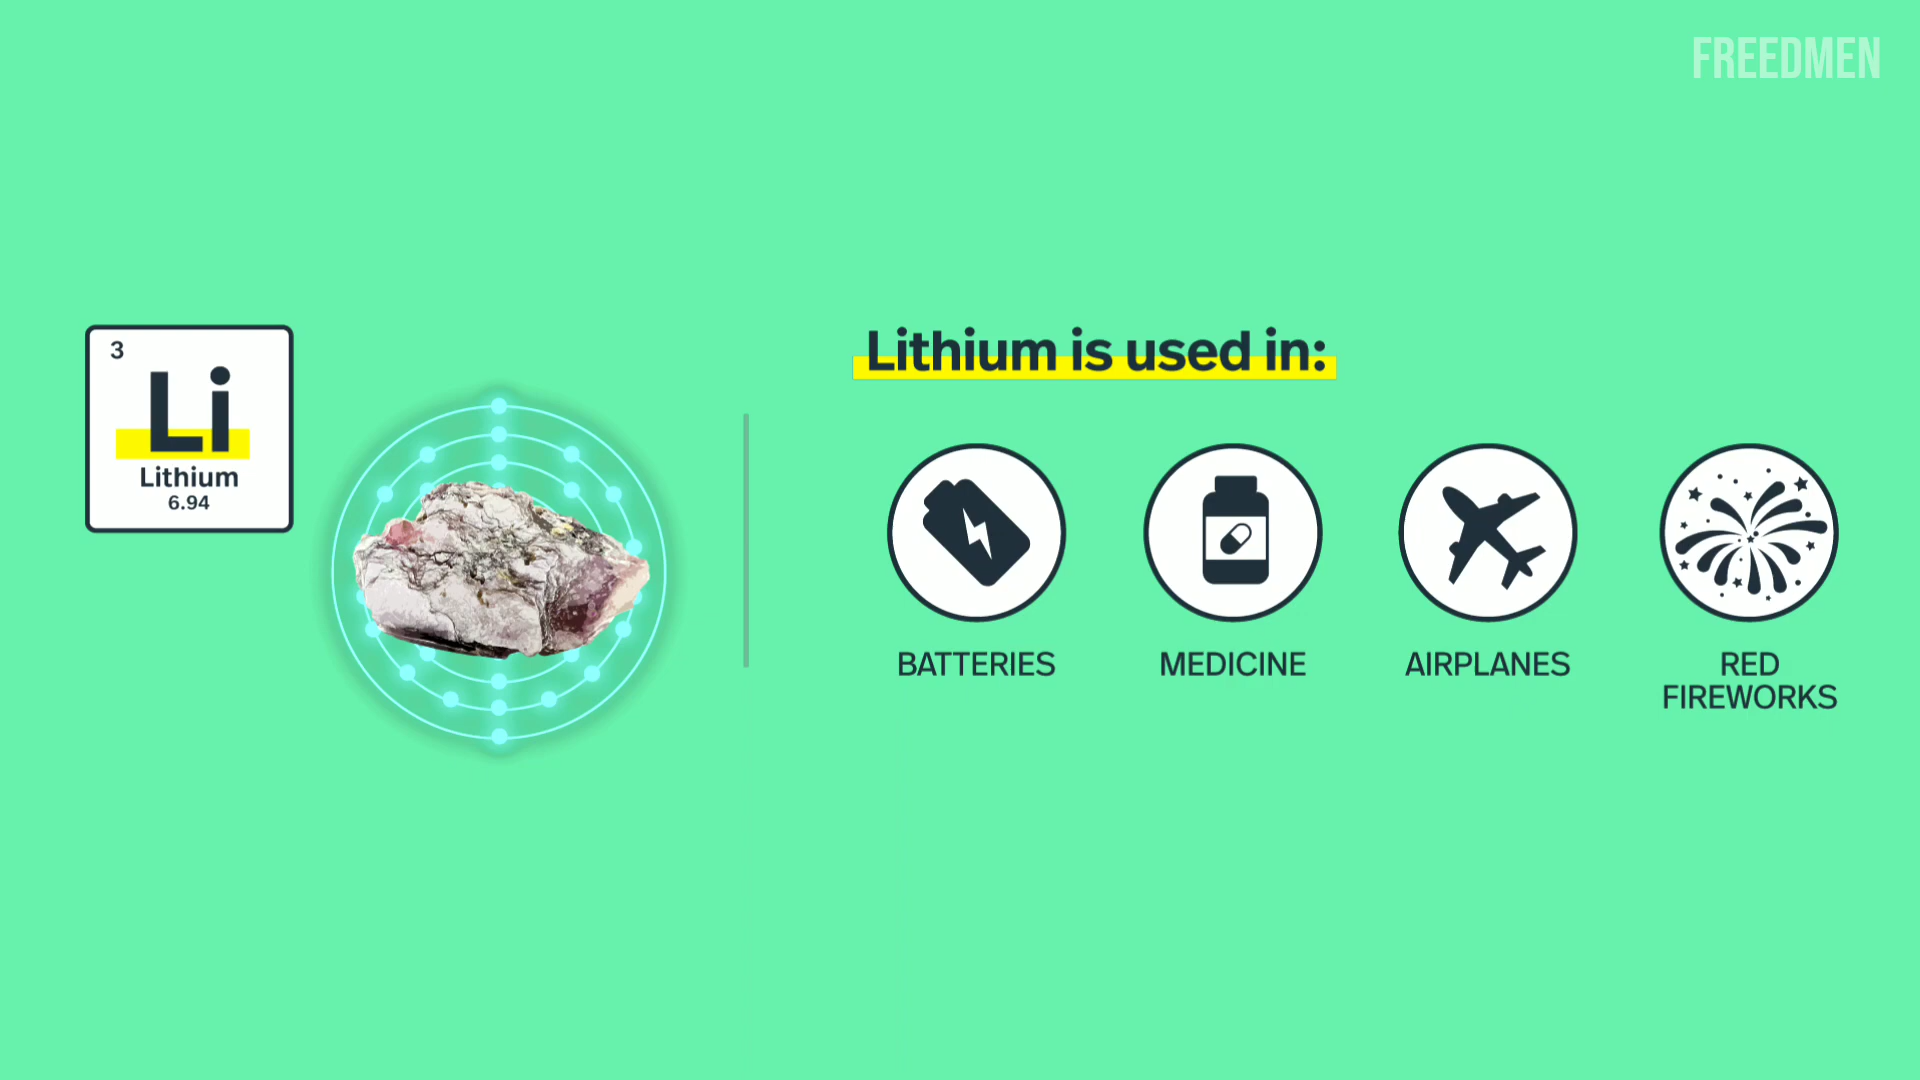 FREEDMEN
3
Li
Lithium
6.94
Lithium is used in:
BATTERIES
MEDICINE
AIRPLANES
RED
FIREWORKS